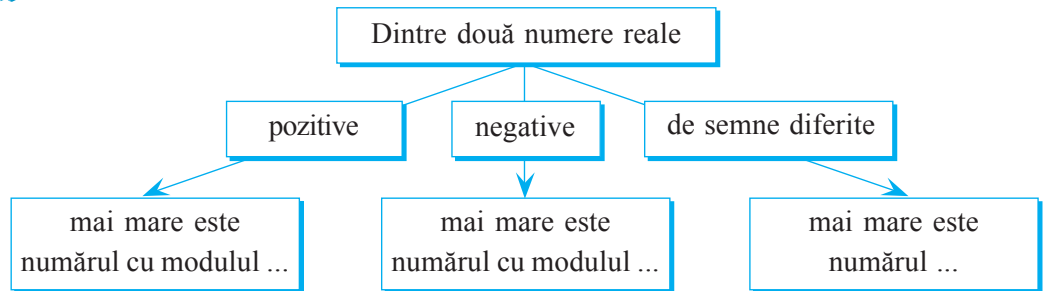 Dintre două numere reale
pozitive
negative
de semne diferite
mai mare este
numărul cu modulul ...
mai mare este
numărul cu modulul ...
mai mare este
numărul ...